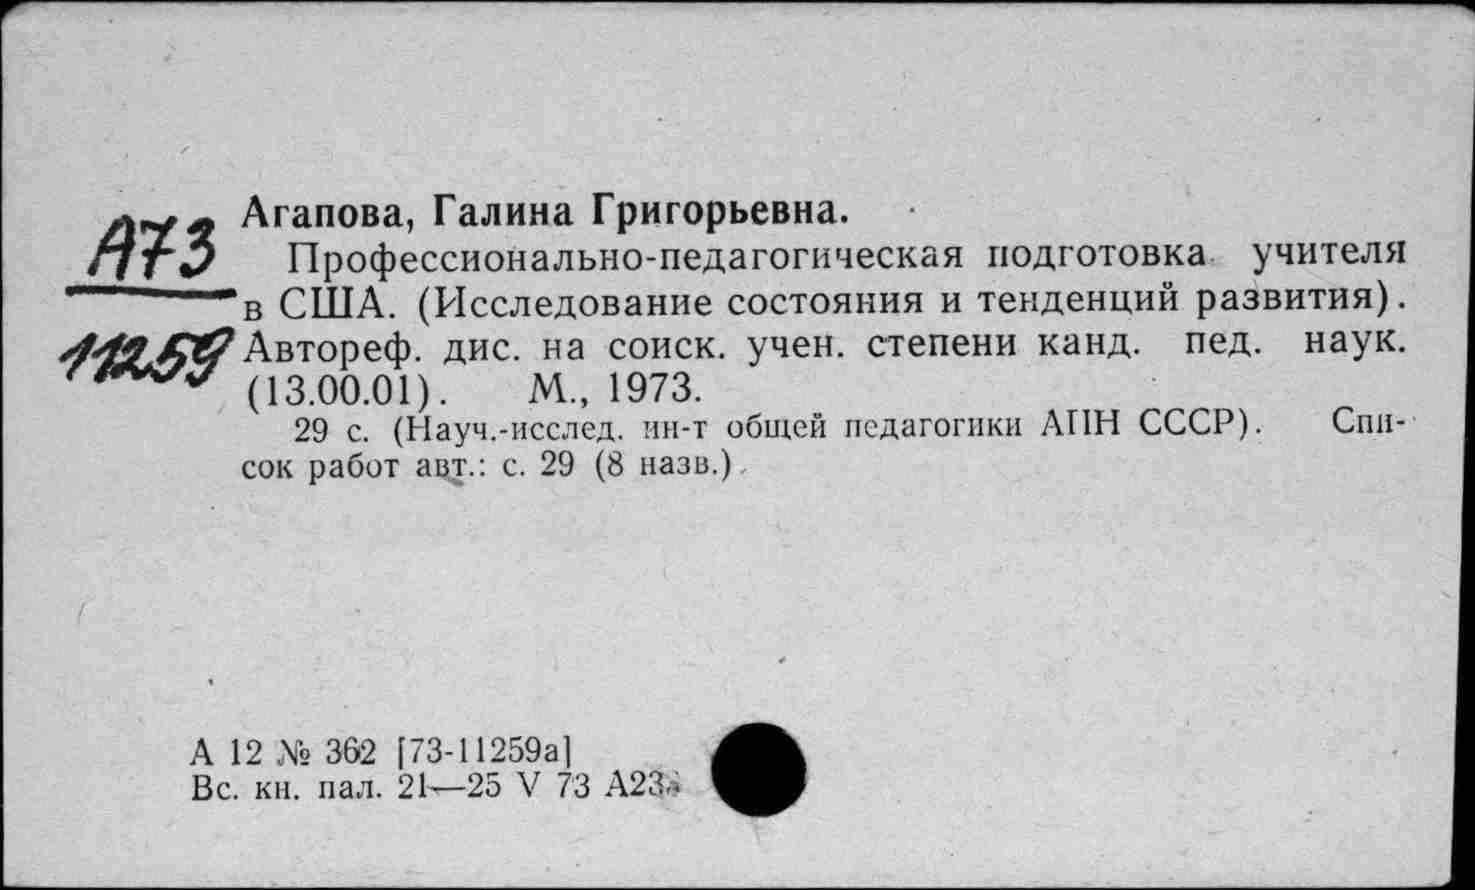 А73
11259
Агапова, Галина Григорьевна.
Профессионально-педагогическая подготовка учителя
в США. (Исследование состояния и тенденций развития).
Автореф. дис. на соиск. учен. степени канд. пед. наук.
(13.00.01). М., 1973.
29 с. (Науч.-исслед. ин-т общей педагогики АПН СССР). Спи-
сок работ авт.: с. 29 (8 назв.).
А 12 № 362 [73-11259а]
Вс. кн. пал. 21—25 V 73 А23